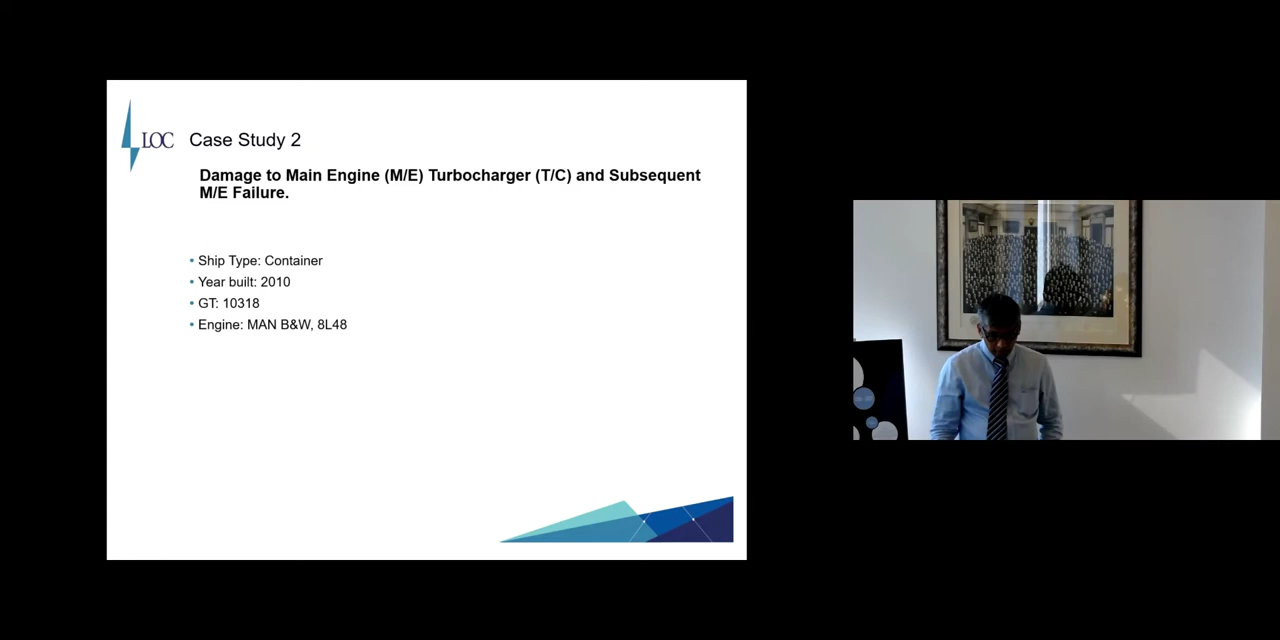 LOC
Case Study 2
Damage to Main Engine (M/E) Turbocharger (T/C) and Subsequent
M/E Failure.
• Ship Type: Container
• Year built: 2010
• GT: 10318
• Engine: MAN B&W, 8L48